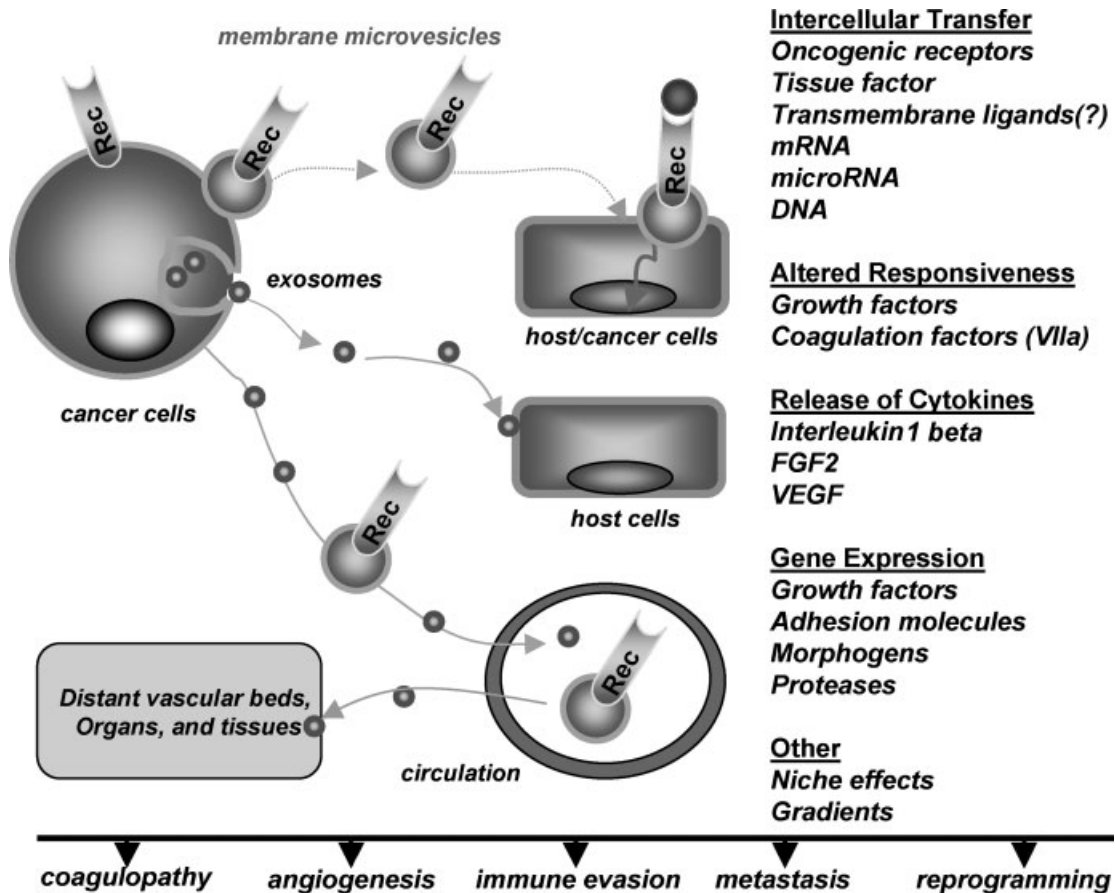 membrane microvesicles
Rec
Rec
Rec
Rec
exosomes
cancer cells
host/cancer cells
host cells
Rec
Rec
Distant vascular beds,
Organs, and tissues
circulation
Intercellular Transfer
Oncogenic receptors
Tissue factor
Transmembrane ligands(?)
mRNA
microRNA
DNA
Altered Responsiveness
Growth factors
Coagulation factors (VIIa)
Release of Cytokines
Interleukin1 beta
FGF2
VEGF
Gene Expression
Growth factors
Adhesion molecules
Morphogens
Proteases
Other
Niche effects
Gradients
coagulopathy
angiogenesis
immune evasion
metastasis
reprogramming